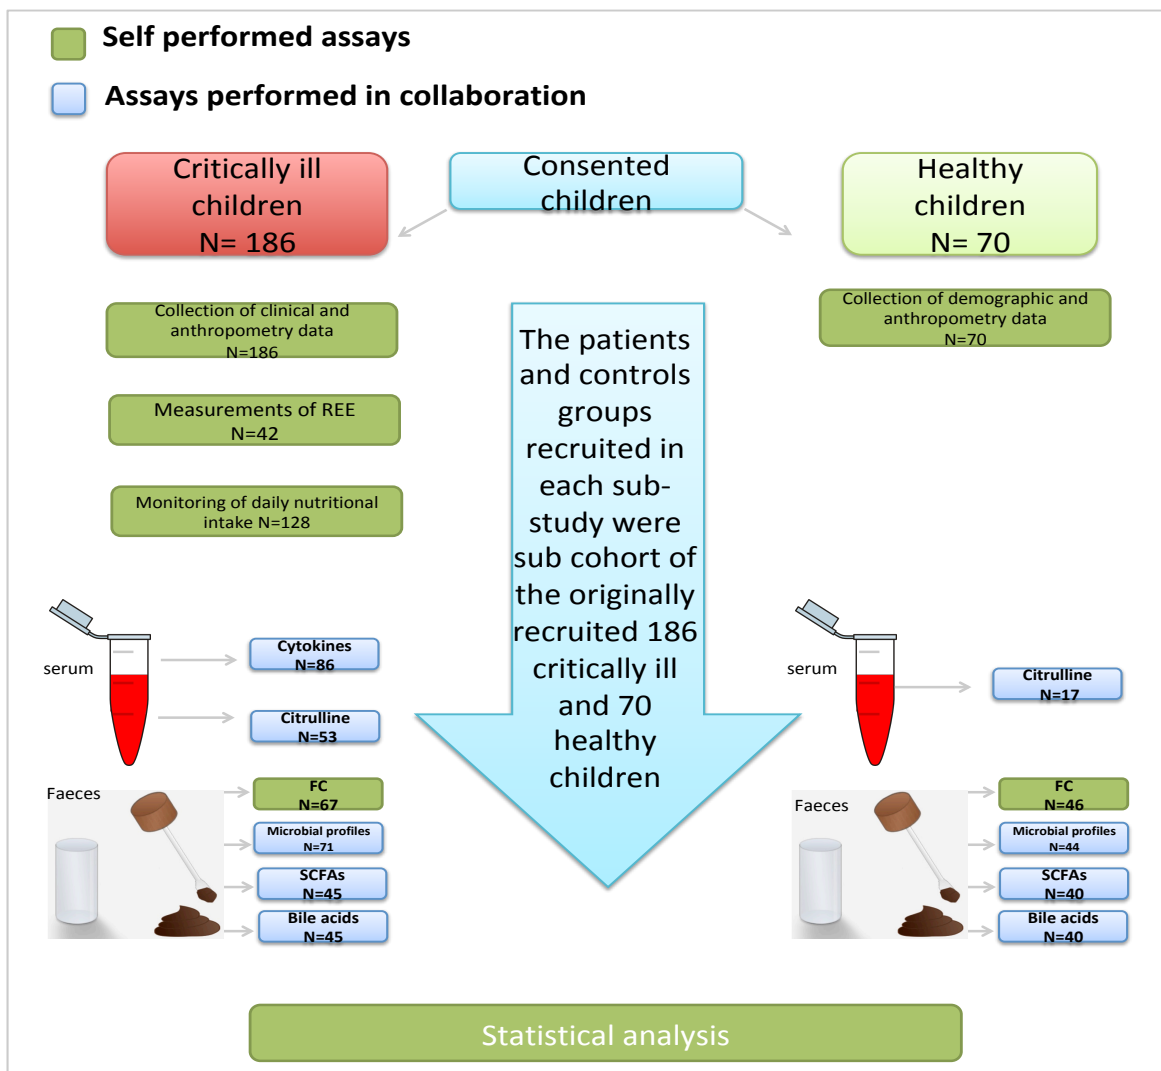 Self performed assays
Assays performed in collaboration
Critically ill
children
N= 186
Consented
children
Healthy
children
N= 70
Collection of clinical and
anthropometry data
N=186
Measurements of REE
N=42
Monitoring of daily nutritional
intake N=128
Collection of demographic and
anthropometry data
N=70
The patients
and controls
groups
recruited in
each sub-
study were
sub cohort of
the originally
recruited 186
critically ill
and 70
healthy
children
serum
Cytokines
N=86
Citrulline
N=53
Faeces
FC
N=67
Microbial profiles
N=71
SCFAs
N=45
Bile acids
N=45
serum
Citrulline
N=17
Faeces
FC
N=46
Microbial profiles
N=44
SCFAs
N=40
Bile acids
N=40
Statistical analysis